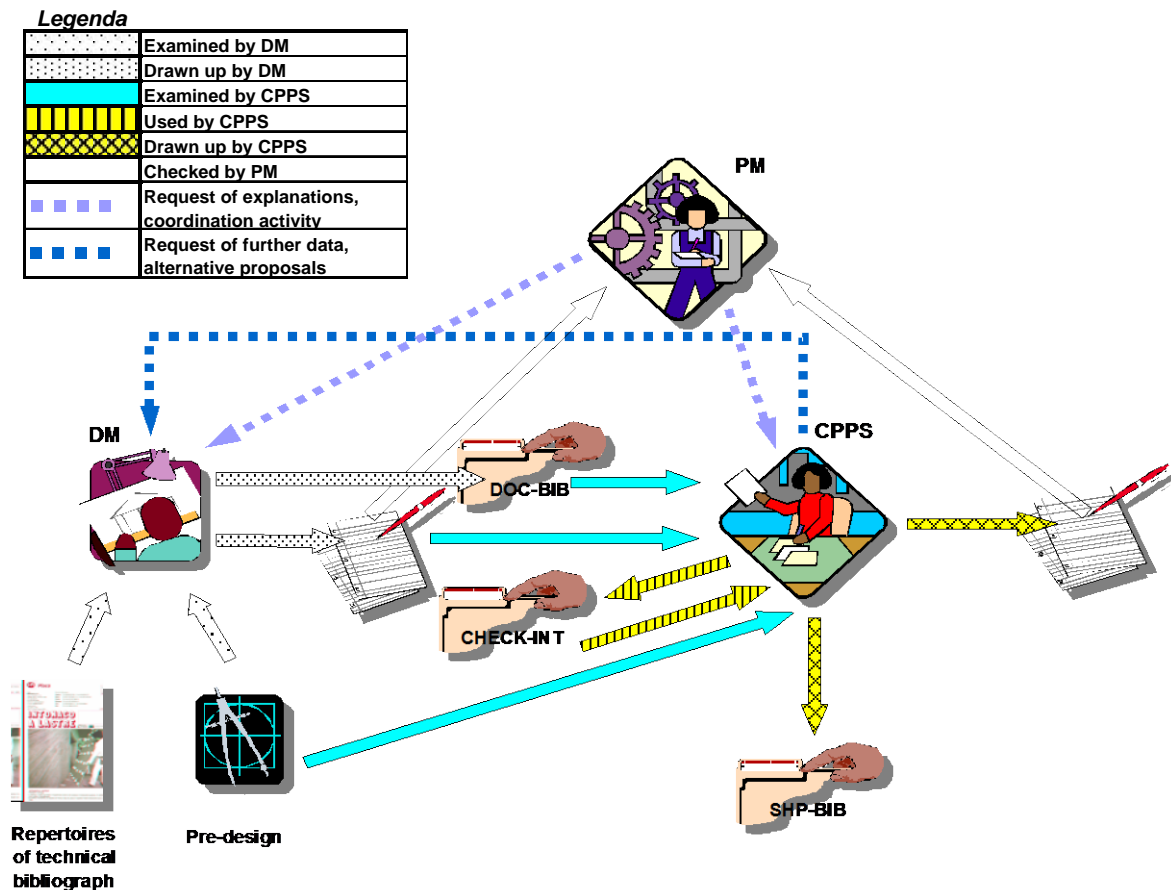 Legenda
Examined by DM
Drawn up by DM
Examined by CPPS
Used by CPPS
Drawn up by CPPS
Checked by PM
Request of explanations,
coordination activity
Request of further data,
alternative proposals
PM
DM
CPPS
DOC-BIB
CHECK-INT
SHP-BIB
INTONACO
A LASTRE
Repertoires
of technical
bibliograph
Pre-design